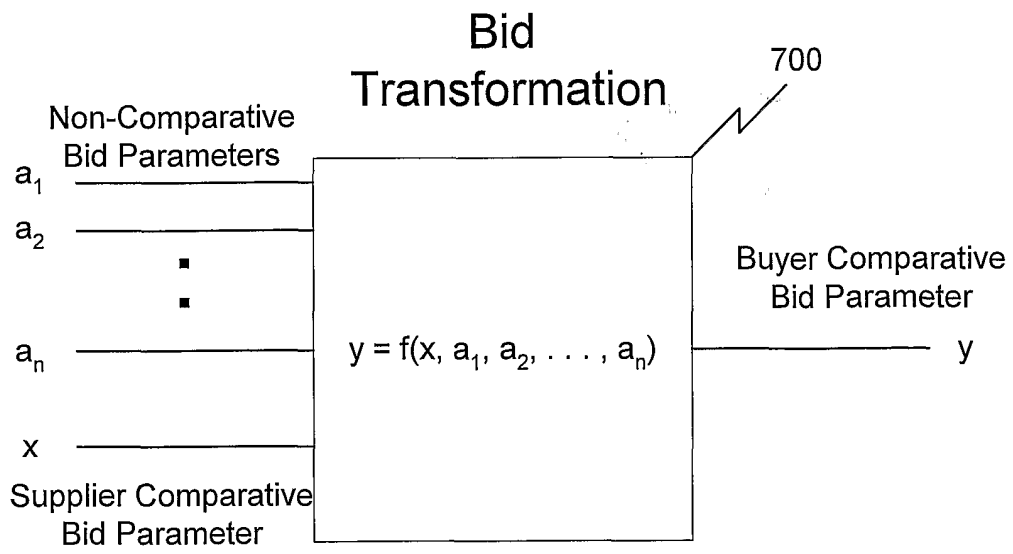 Bid
Transformation
700
Non-Comparative
Bid Parameters
a₁
a₂
aₙ
x
Supplier Comparative
Bid Parameter
y = f(x, a₁, a₂, . . . , aₙ)
Buyer Comparative
Bid Parameter
y